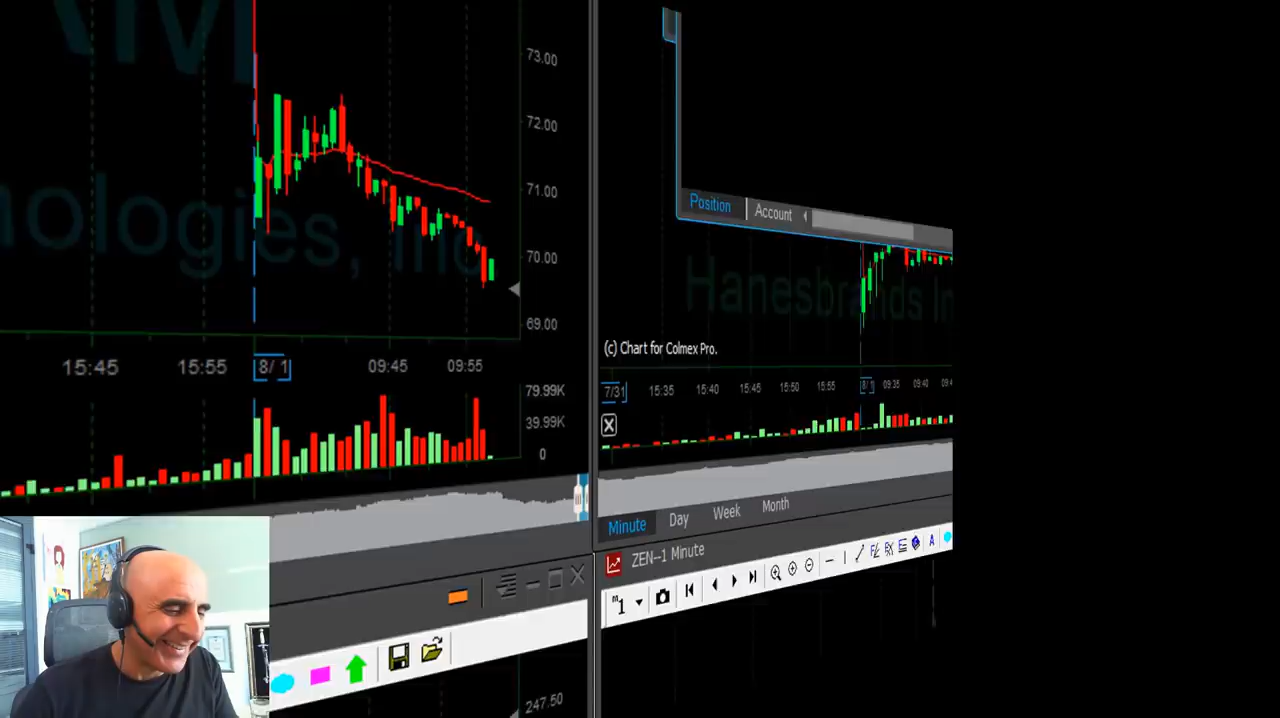 73.00
72.00
71.00
nologies, Inc
70.00
69.00
15:45 15:55 8/ 1 09:45 09:55
79.99K
39.99K
0
247.50
Position Account
Hanesbrands In
(c) Chart for Colmex Pro.
7/31 15:35 15:40 15:45 15:50 15:55 8/ 1 09:35 09:40 09:4
Minute Day Week Month
ZEN--1 Minute
m 1
A